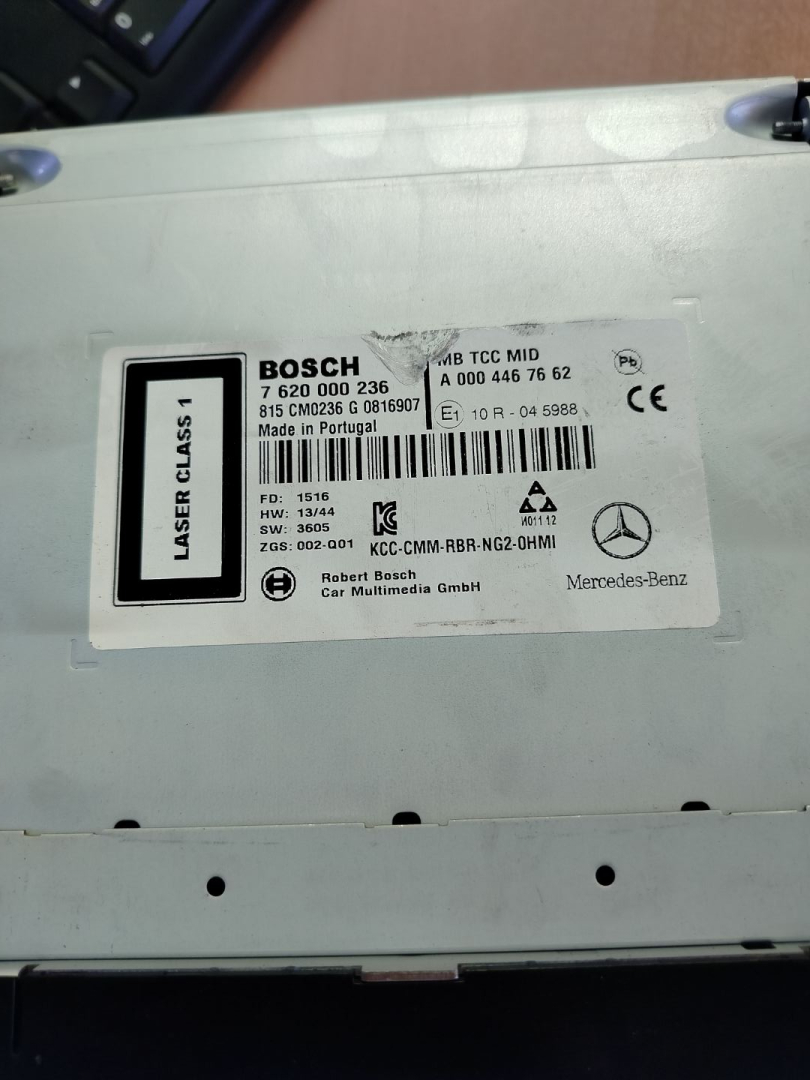 LASER CLASS 1
BOSCH
7 620 000 236
815 CM0236 G 0816907
Made in Portugal
MB TCC MID
A 000 446 76 62
E1 10 R - 04 5988
Pb
CE
FD: 1516
HW: 13/44
SW: 3605
ZGS: 002-Q01
KCC-CMM-RBR-NG2-0HMI
И011 12
Robert Bosch
Car Multimedia GmbH
Mercedes-Benz